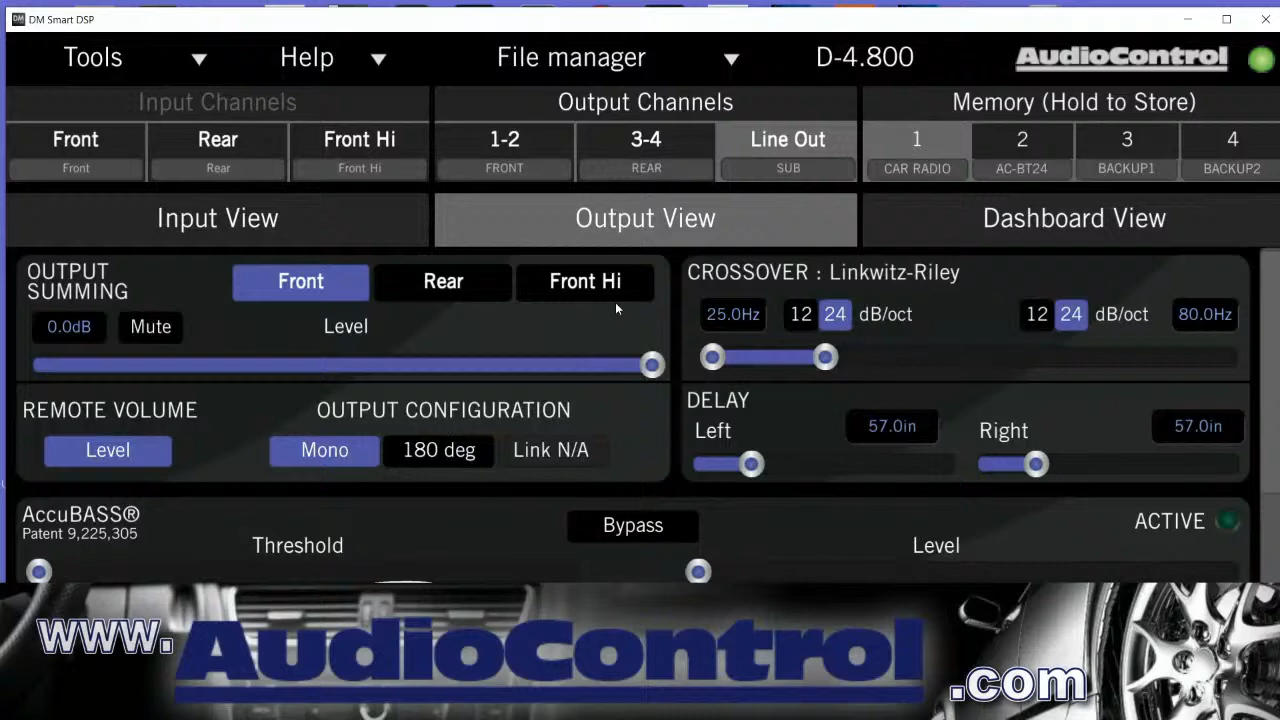 DM DM Smart DSP
Tools Help File manager D-4.800 AudioControl
Input Channels Output Channels Memory (Hold to Store)
Front Rear Front Hi 1-2 3-4 Line Out 1 2 3 4
Front Rear Front Hi FRONT REAR SUB CAR RADIO AC-BT24 BACKUP1 BACKUP2
Input View Output View Dashboard View
OUTPUT
SUMMING
Front Rear Front Hi
0.0dB Mute Level
CROSSOVER : Linkwitz-Riley
25.0Hz 12 24 dB/oct 12 24 dB/oct 80.0Hz
REMOTE VOLUME OUTPUT CONFIGURATION
Level Mono 180 deg Link N/A
DELAY
Left 57.0in Right 57.0in
AccuBASS®
Patent 9,225,305
Bypass ACTIVE
Threshold Level
www.AudioControl.com